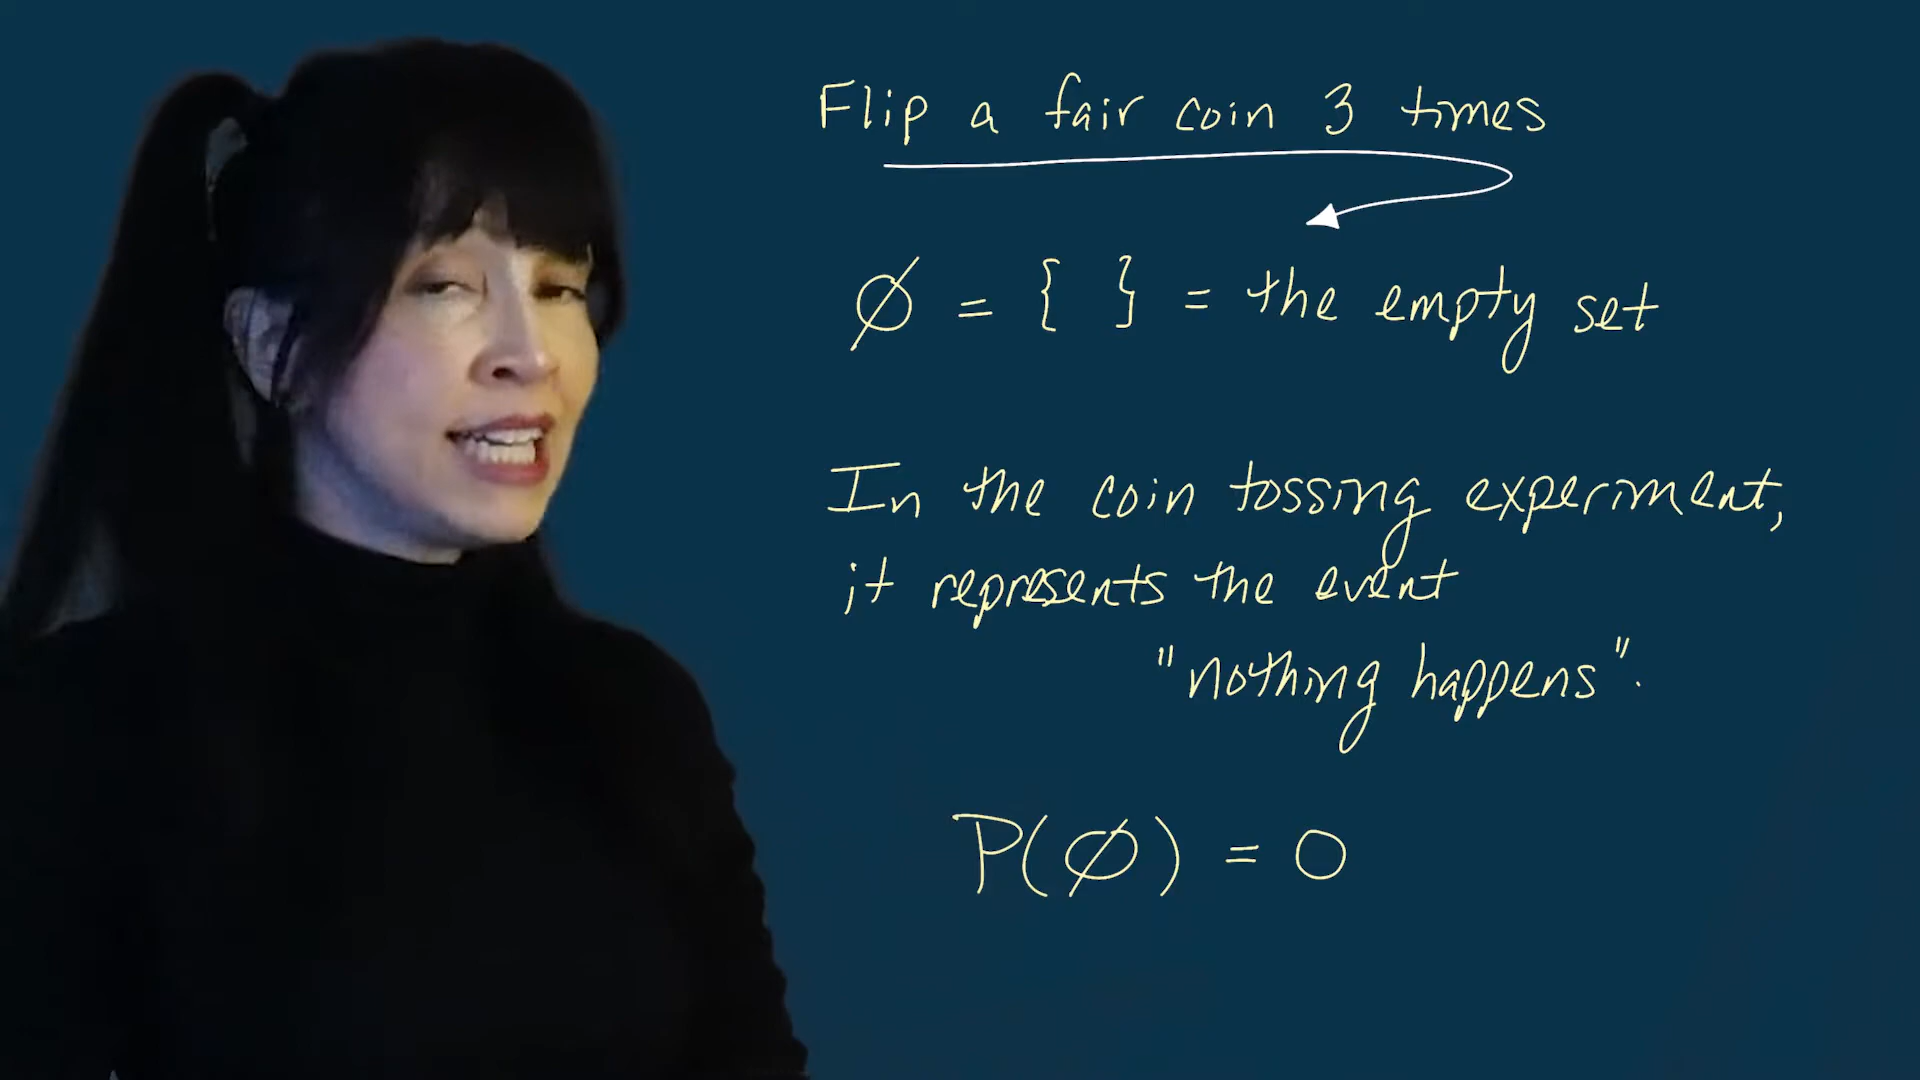 Flip a fair coin 3 times
∅ = { } = the empty set
In the coin tossing experiment,
it represents the event
"nothing happens".
P(∅) = 0